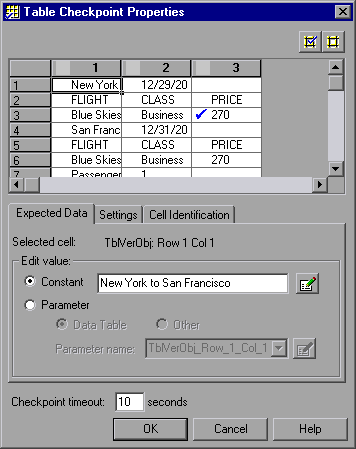 Table Checkpoint Properties
1 2 3
1 New York 12/29/20
2 FLIGHT CLASS PRICE
3 Blue Skies Business 270
4 San Franc 12/31/20
5 FLIGHT CLASS PRICE
6 Blue Skies Business 270
7 Passenger 1
Expected Data Settings Cell Identification
Selected cell: TblVerObj: Row 1 Col 1
Edit value:
Constant New York to San Francisco
Parameter
Data Table Other
Parameter name: TblVerObj_Row_1_Col_1
Checkpoint timeout: 10 seconds
OK Cancel Help